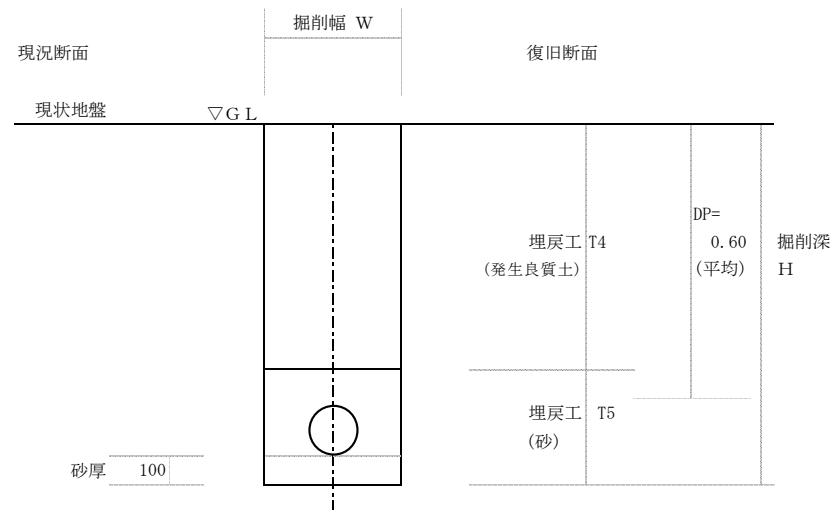 掘削幅 W
現況断面
復旧断面
現状地盤
▽ＧＬ
DP=
埋戻工 T4
0.60
掘削深
(発生良質土)
(平均)
Ｈ
埋戻工 T5
(砂)
砂厚 100